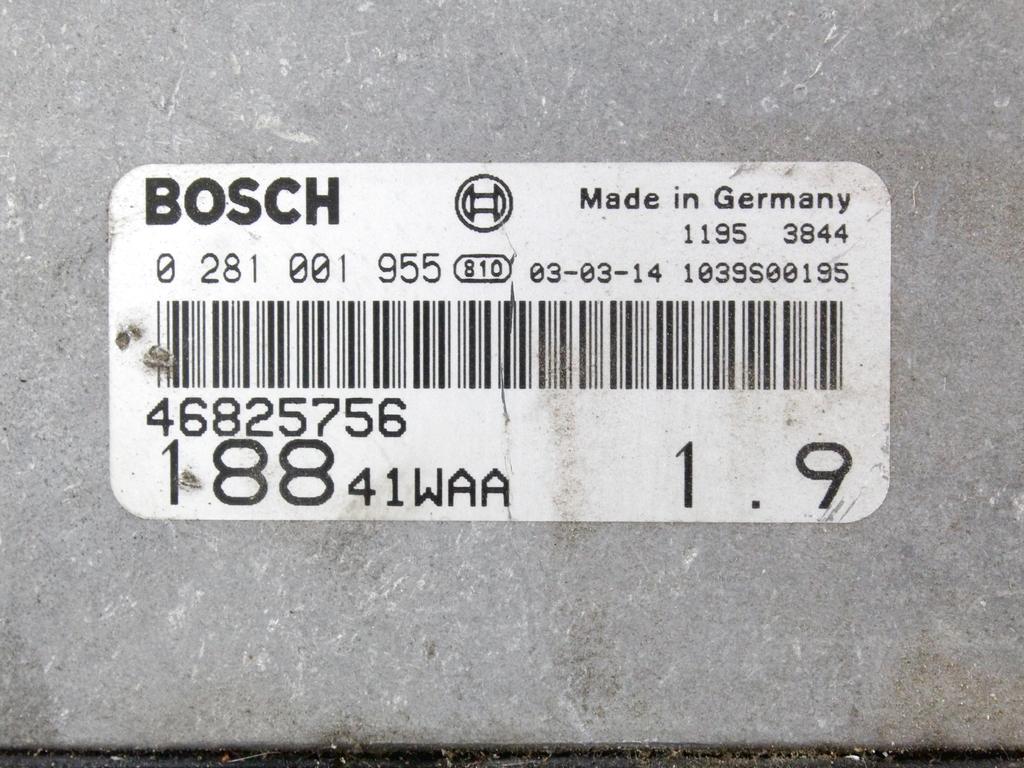 BOSCH Made in Germany
1195 3844
0 281 001 955 810 03-03-14 1039S00195
46825756
188 41WAA 1.9